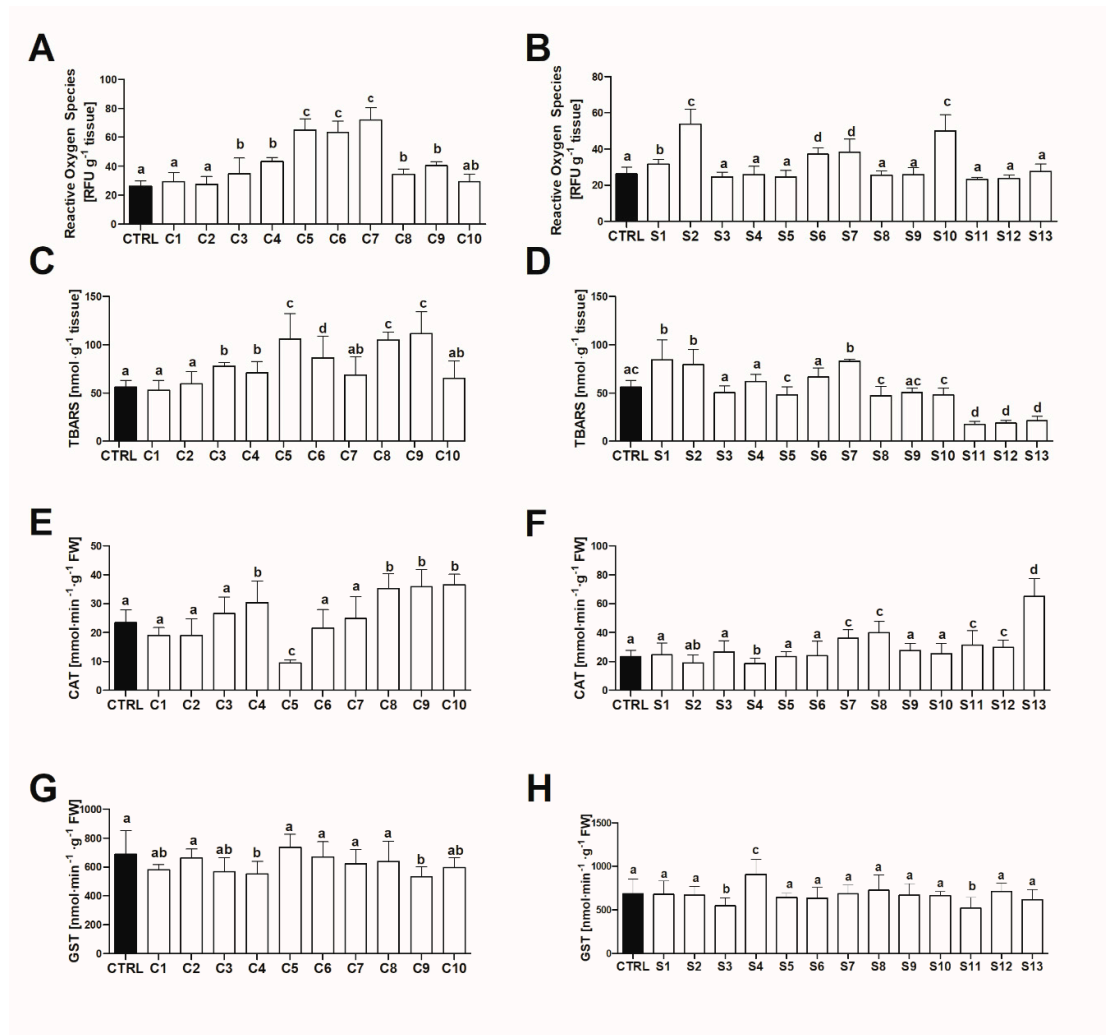 A
Reactive Oxygen Species
[RFU g⁻¹ tissue]
100
80
60
40
20
0
a a a b b c c c b b ab
CTRL C1 C2 C3 C4 C5 C6 C7 C8 C9 C10
B
Reactive Oxygen Species
[RFU g⁻¹ tissue]
80
60
40
20
0
a b c a a a d d a a c a a a
CTRL S1 S2 S3 S4 S5 S6 S7 S8 S9 S10 S11 S12 S13
C
TBARS [nmol·g⁻¹ tissue]
150
100
50
0
a a a b b c d ab c c ab
CTRL C1 C2 C3 C4 C5 C6 C7 C8 C9 C10
D
TBARS [nmol·g⁻¹ tissue]
150
100
50
0
ac b b a a c a b c ac c d d d
CTRL S1 S2 S3 S4 S5 S6 S7 S8 S9 S10 S11 S12 S13
E
CAT [mmol·min⁻¹·g⁻¹ FW]
50
40
30
20
10
0
a a a a b c a a b b b
CTRL C1 C2 C3 C4 C5 C6 C7 C8 C9 C10
F
CAT [mmol·min⁻¹·g⁻¹ FW]
100
80
60
40
20
0
a a ab a b a a c c a a c c d
CTRL S1 S2 S3 S4 S5 S6 S7 S8 S9 S10 S11 S12 S13
G
GST [nmol·min⁻¹ ·g⁻¹ FW]
1000
800
600
400
200
0
a ab a ab b a a a a b ab
CTRL C1 C2 C3 C4 C5 C6 C7 C8 C9 C10
H
GST [nmol·min⁻¹ ·g⁻¹ FW]
1500
1000
500
0
a a a b c a a a a a a b a a
CTRL S1 S2 S3 S4 S5 S6 S7 S8 S9 S10 S11 S12 S13